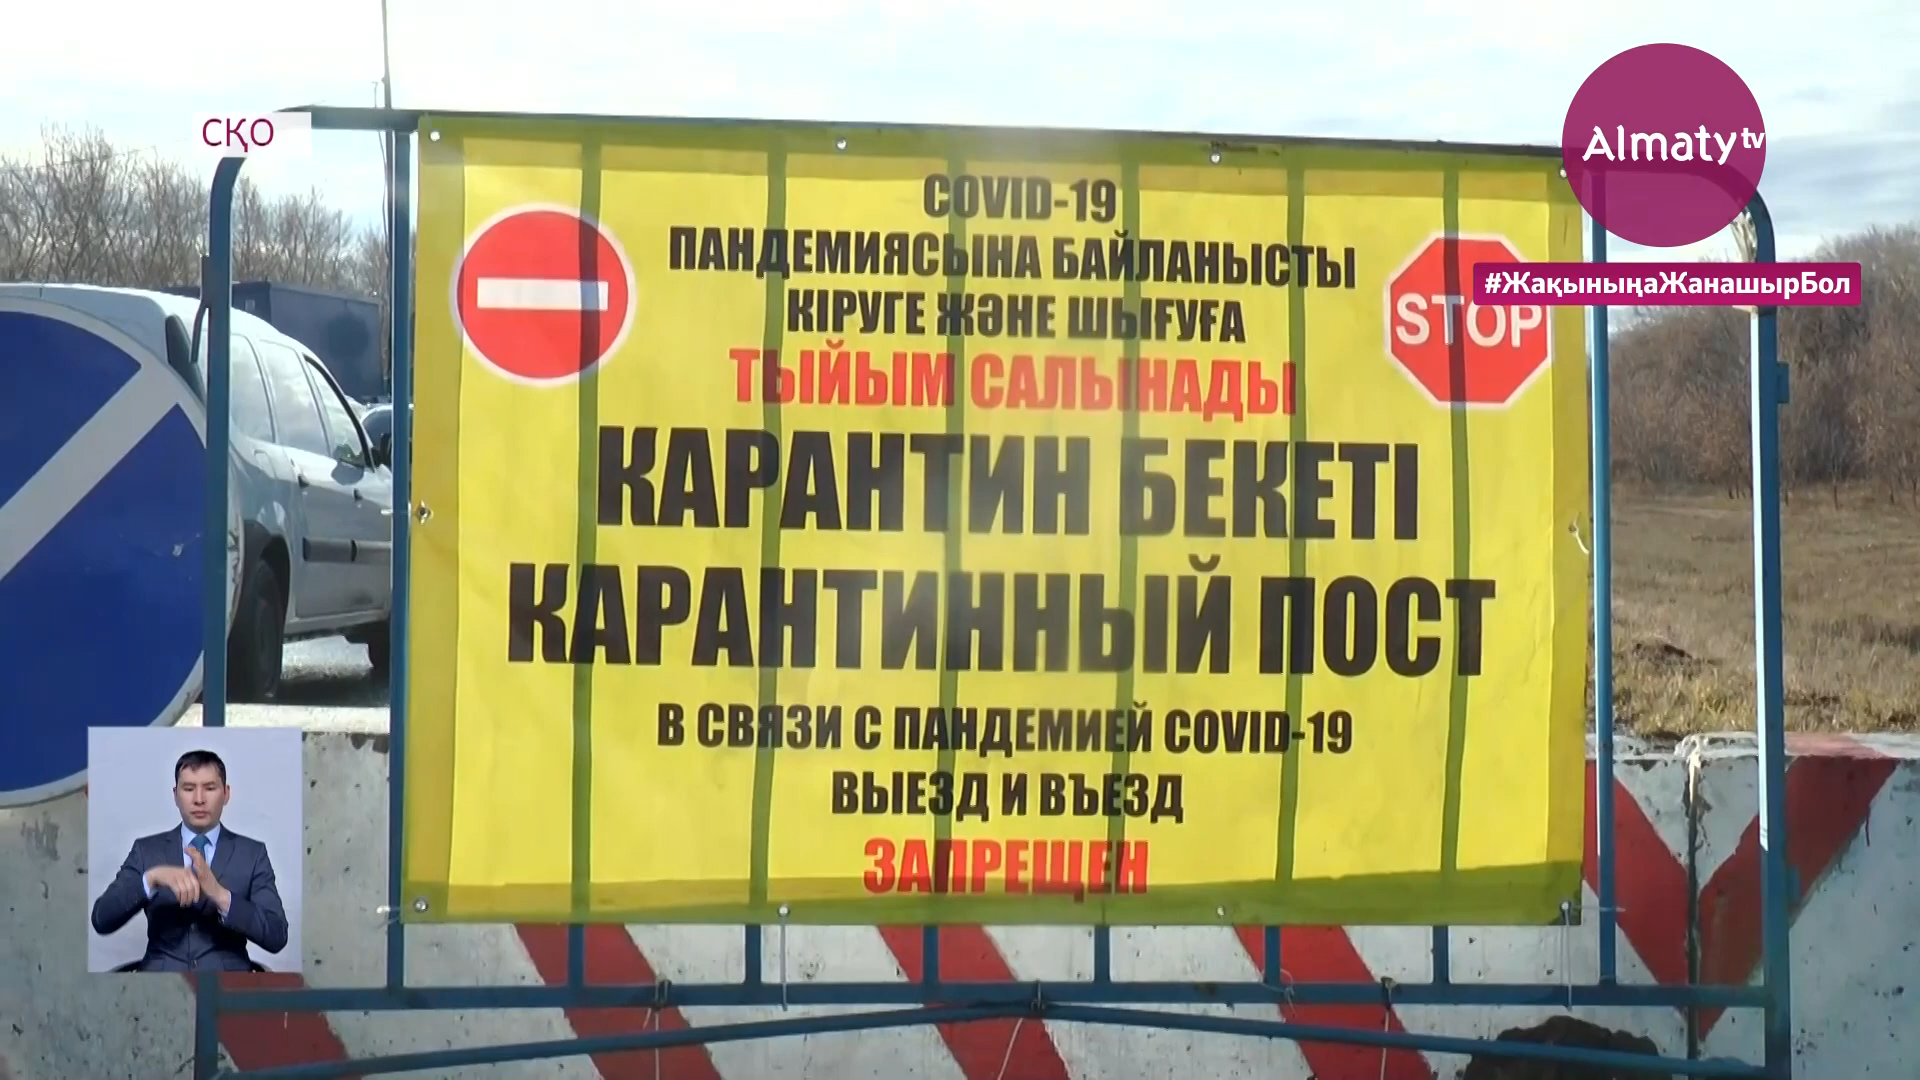 СҚО
Almaty tv
#ЖақыныңаЖанашырБол
COVID-19
ПАНДЕМИЯСЫНА БАЙЛАНЫСТЫ
КІРУГЕ ЖӘНЕ ШЫҒУҒА
ТЫЙЫМ САЛЫНАДЫ
STOP
КАРАНТИН БЕКЕТІ
КАРАНТИННЫЙ ПОСТ
В СВЯЗИ С ПАНДЕМИЕЙ COVID-19
ВЫЕЗД И ВЪЕЗД
ЗАПРЕЩЕН